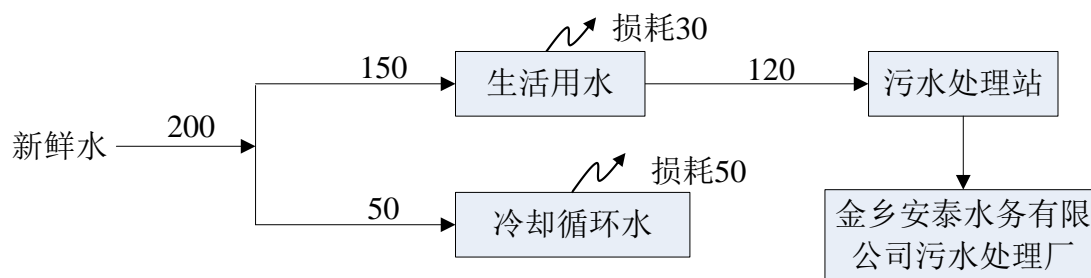 损耗30
150
生活用水
120
污水处理站
新鲜水
200
损耗50
50
冷却循环水
金乡安泰水务有限
公司污水处理厂